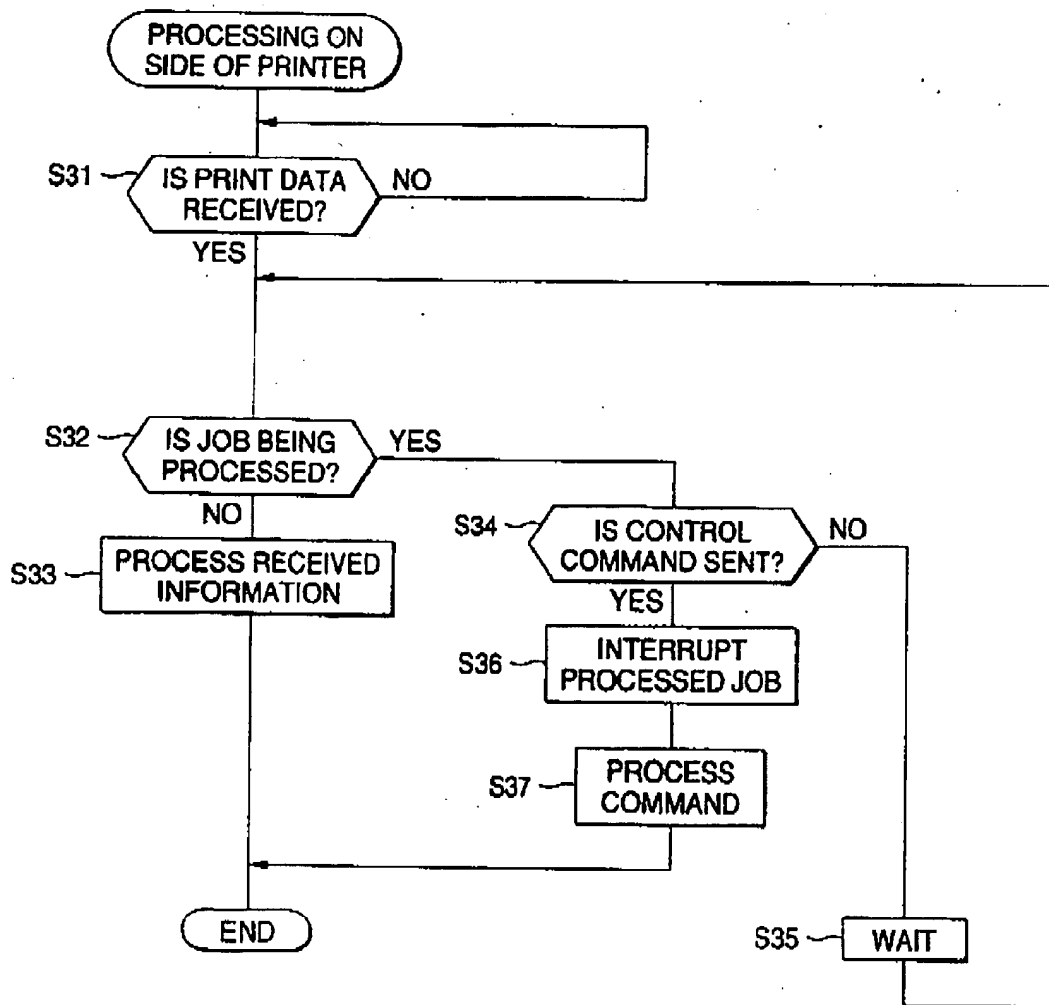 PROCESSING ON
SIDE OF PRINTER
S31
IS PRINT DATA
RECEIVED?
NO
YES
S32
IS JOB BEING
PROCESSED?
YES
NO
S33
PROCESS RECEIVED
INFORMATION
S34
IS CONTROL
COMMAND SENT?
NO
YES
S36
INTERRUPT
PROCESSED JOB
S37
PROCESS
COMMAND
END
S35
WAIT